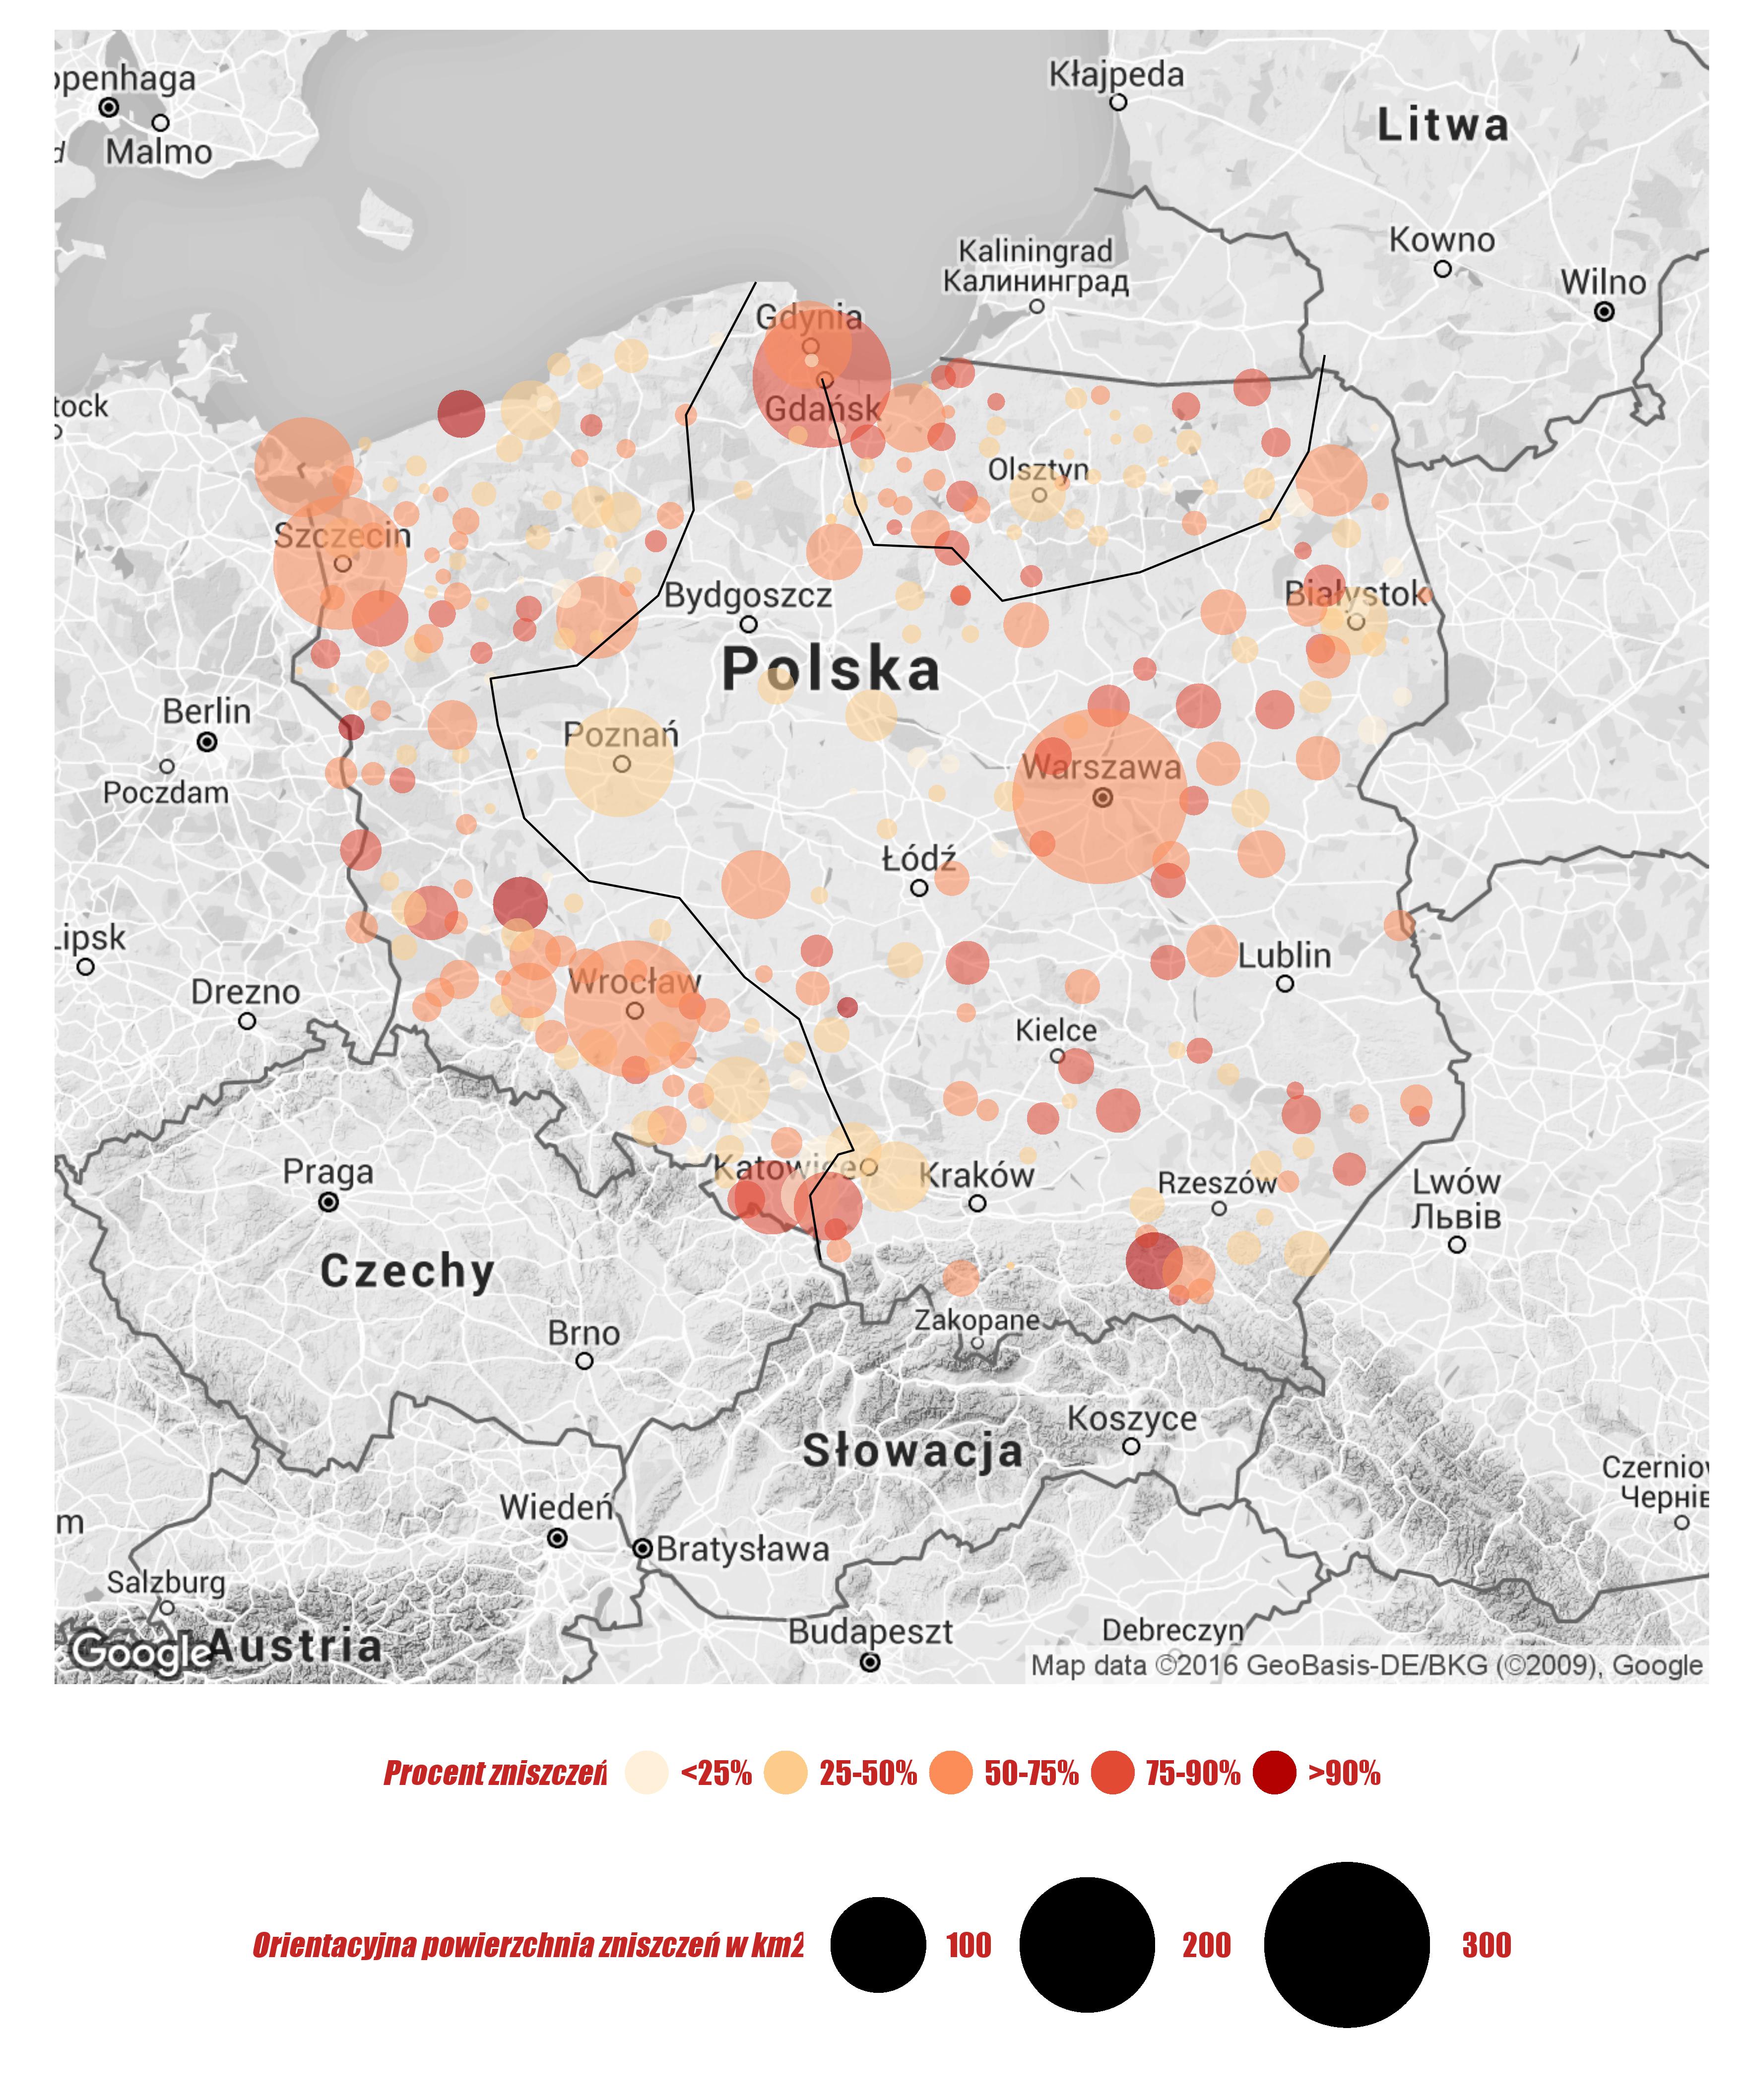 openhaga
Malmo
Kłajpeda
Litwa
Kowno
Wilno
Kaliningrad
Калининград
Gdynia
Gdańsk
tock
Olsztyn
Szczecin
Bydgoszcz
Białystok
Polska
Berlin
Poznań
Warszawa
Poczdam
Łódź
Lipsk
Drezno
Wrocław
Lublin
Kielce
Praga
Katowice
Kraków
Rzeszów
Lwów
Львів
Czechy
Zakopane
Brno
Koszyce
Słowacja
Czerniow
Чернів
Wiedeń
m
Bratysława
Salzburg
Budapeszt
Debreczyn
Google
Austria
Map data ©2016 GeoBasis-DE/BKG (©2009), Google
Procent zniszczeń <25% 25-50% 50-75% 75-90% >90%
Orientacyjna powierzchnia zniszczeń w km2 100 200 300